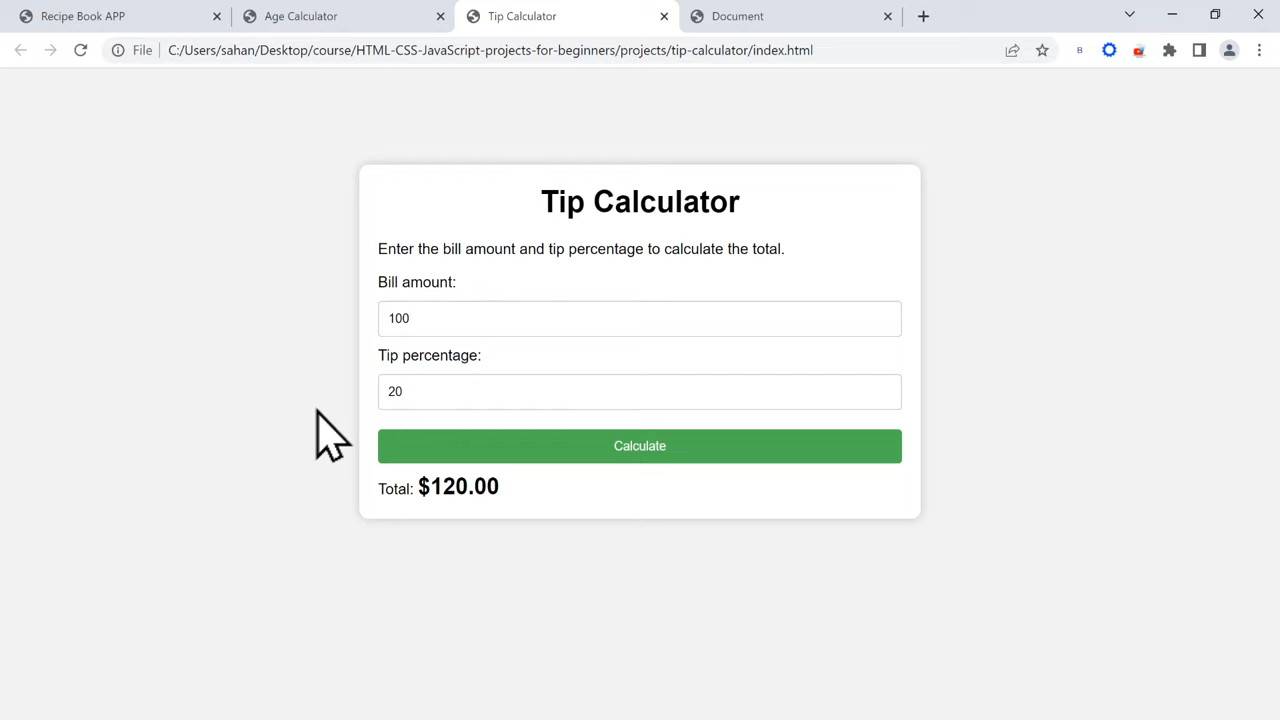 Recipe Book APP
Age Calculator
Tip Calculator
Document
File
C:/Users/sahan/Desktop/course/HTML-CSS-JavaScript-projects-for-beginners/projects/tip-calculator/index.html
B
Tip Calculator
Enter the bill amount and tip percentage to calculate the total.
Bill amount:
100
Tip percentage:
20
Calculate
Total: $120.00